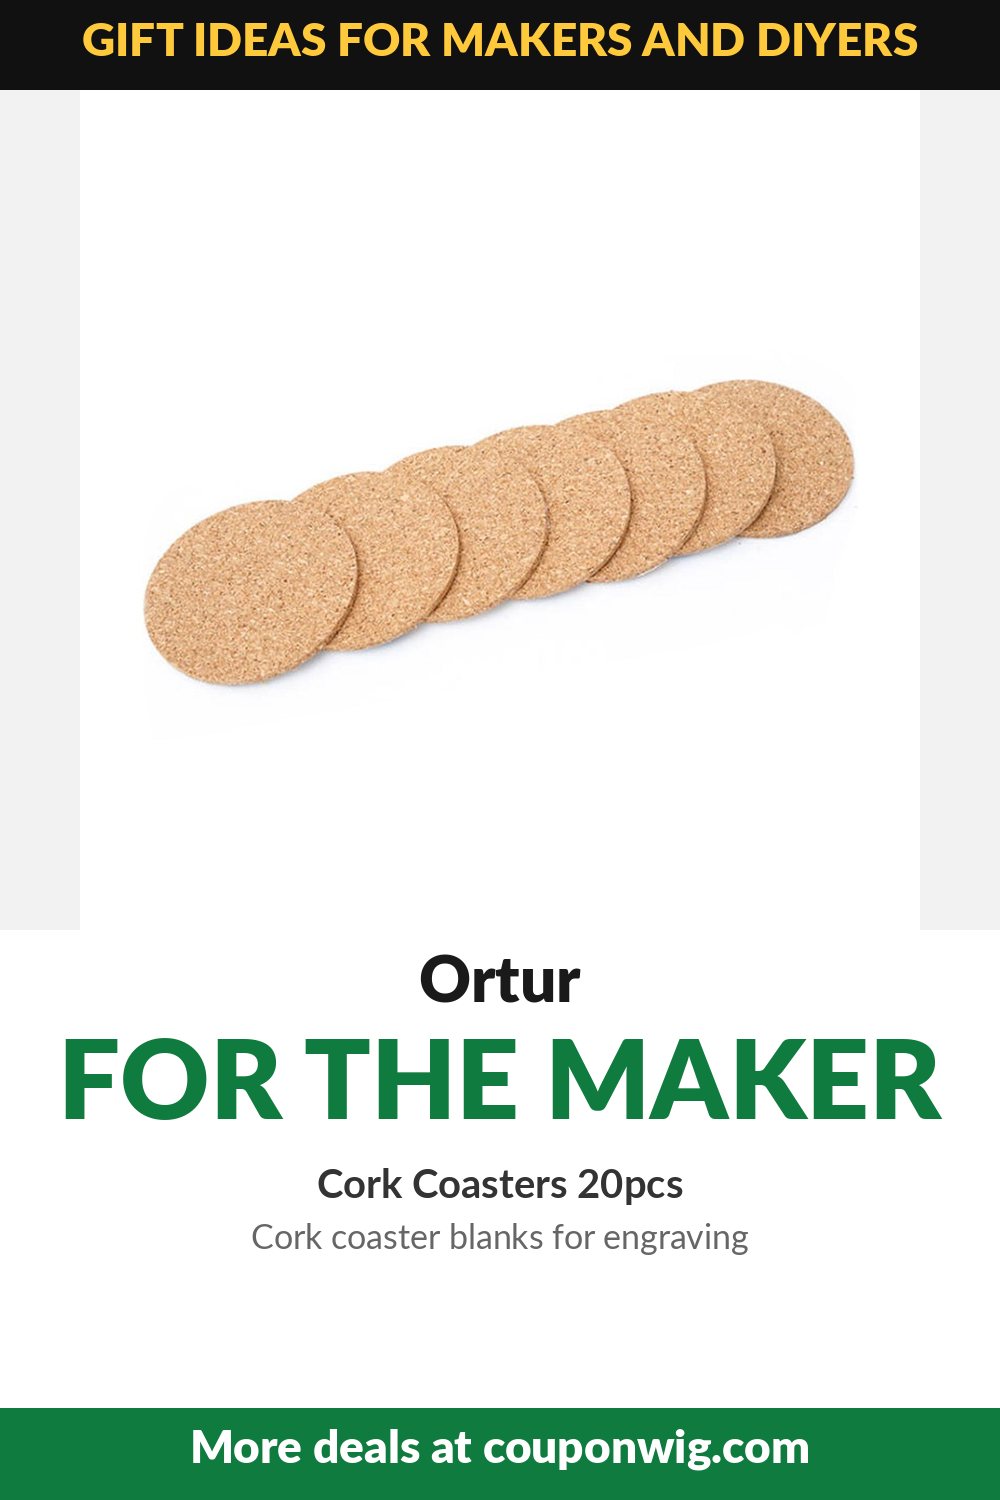 GIFT IDEAS FOR MAKERS AND DIYERS
Ortur
FOR THE MAKER
Cork Coasters 20pcs
Cork coaster blanks for engraving
More deals at couponwig.com